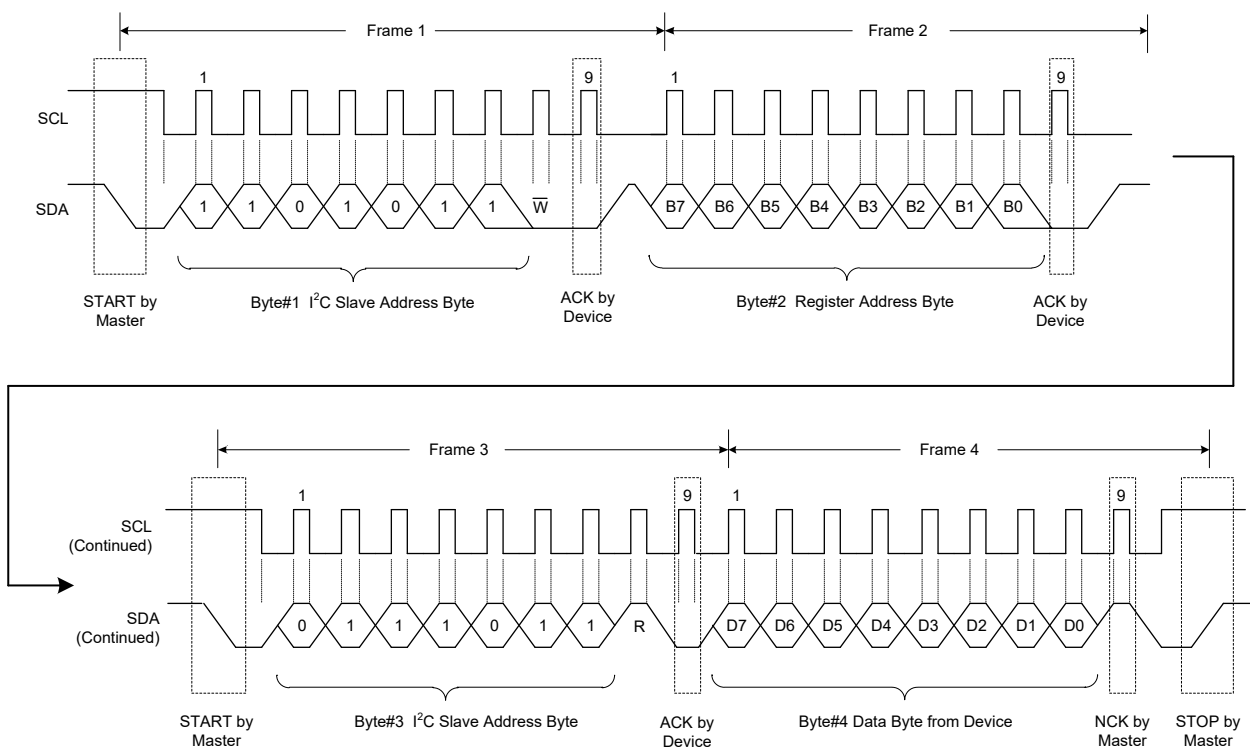 Frame 1 Frame 2
1 9 1 9
SCL
SDA 1 1 0 1 0 1 1 W̅ B7 B6 B5 B4 B3 B2 B1 B0
START by Master
Byte#1 I²C Slave Address Byte
ACK by Device
Byte#2 Register Address Byte
ACK by Device
Frame 3 Frame 4
1 9 1 9
SCL (Continued)
SDA (Continued) 0 1 1 1 0 1 1 R D7 D6 D5 D4 D3 D2 D1 D0
START by Master
Byte#3 I²C Slave Address Byte
ACK by Device
Byte#4 Data Byte from Device
NCK by Master
STOP by Master